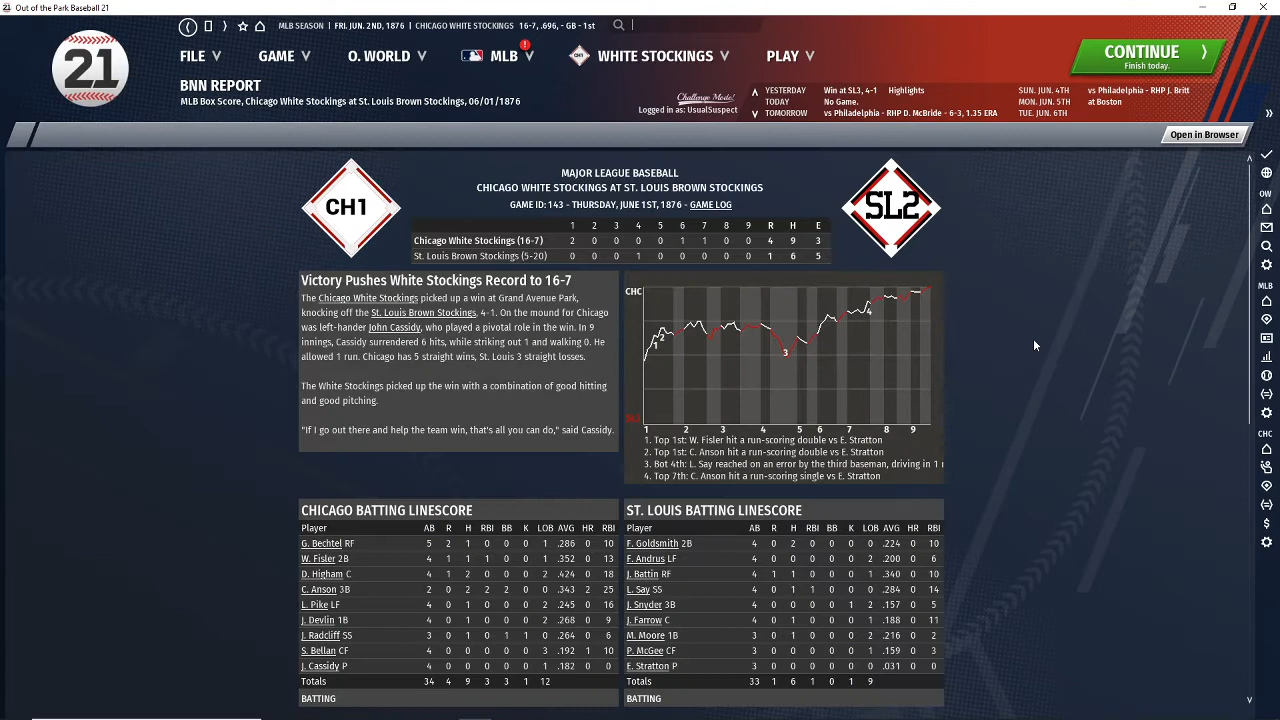 21 Out of the Park Baseball 21
MLB SEASON | FRI. JUN. 2ND, 1876 | CHICAGO WHITE STOCKINGS 16-7, .696, - GB - 1st
21
FILE GAME O. WORLD MLB ! CH1 WHITE STOCKINGS PLAY
CONTINUE
Finish today.
BNN REPORT
MLB Box Score, Chicago White Stockings at St. Louis Brown Stockings, 06/01/1876
Challenge Mode!
Logged in as: UsualSuspect
YESTERDAY Win at SL3, 4-1 Highlights SUN. JUN. 4TH vs Philadelphia - RHP J. Britt
TODAY No Game. MON. JUN. 5TH at Boston
TOMORROW vs Philadelphia - RHP D. McBride - 6-3, 1.35 ERA TUE. JUN. 6TH
Open in Browser
MAJOR LEAGUE BASEBALL
CHICAGO WHITE STOCKINGS AT ST. LOUIS BROWN STOCKINGS
GAME ID: 143 - THURSDAY, JUNE 1ST, 1876 - GAME LOG
CH1
SL2
1 2 3 4 5 6 7 8 9 R H E
Chicago White Stockings (16-7) 2 0 0 0 0 1 1 0 0 4 9 3
St. Louis Brown Stockings (5-20) 0 0 0 1 0 0 0 0 0 1 6 5
Victory Pushes White Stockings Record to 16-7
The Chicago White Stockings picked up a win at Grand Avenue Park,
knocking off the St. Louis Brown Stockings, 4-1. On the mound for Chicago
was left-hander John Cassidy, who played a pivotal role in the win. In 9
innings, Cassidy surrendered 6 hits, while striking out 1 and walking 0. He
allowed 1 run. Chicago has 5 straight wins, St. Louis 3 straight losses.
The White Stockings picked up the win with a combination of good hitting
and good pitching.
"If I go out there and help the team win, that's all you can do," said Cassidy.
CHC
1 2 3 4
1 2 3 4 5 6 7 8 9
1. Top 1st: W. Fisler hit a run-scoring double vs E. Stratton
2. Top 1st: C. Anson hit a run-scoring double vs E. Stratton
3. Bot 4th: L. Say reached on an error by the third baseman, driving in 1 r
4. Top 7th: C. Anson hit a run-scoring single vs E. Stratton
CHICAGO BATTING LINESCORE
Player AB R H RBI BB K LOB AVG HR RBI
G. Bechtel RF 5 2 1 0 0 0 1 .286 0 10
W. Fisler 2B 4 1 1 1 0 0 1 .352 0 13
D. Higham C 4 1 2 0 0 0 2 .424 0 18
C. Anson 3B 2 0 2 2 2 0 0 .343 2 25
L. Pike LF 4 0 1 0 0 0 2 .245 0 16
J. Devlin 1B 4 0 1 0 0 0 2 .268 0 9
J. Radcliff SS 3 0 1 0 1 1 0 .264 0 6
S. Bellan CF 4 0 0 0 0 0 3 .192 1 10
J. Cassidy P 4 0 0 0 0 0 1 .182 0 0
Totals 34 4 9 3 3 1 12
BATTING
ST. LOUIS BATTING LINESCORE
Player AB R H RBI BB K LOB AVG HR RBI
F. Goldsmith 2B 4 0 2 0 0 0 0 .224 0 10
F. Andrus LF 4 0 0 0 0 0 1 .200 0 6
J. Battin RF 4 1 1 0 0 0 1 .340 0 10
L. Say SS 4 0 1 1 0 0 2 .284 0 14
J. Snyder 3B 4 0 0 0 0 1 2 .157 0 5
J. Farrow C 4 0 1 0 0 0 1 .188 0 11
M. Moore 1B 3 0 1 0 0 0 2 .216 0 2
P. McGee CF 3 0 0 0 0 0 1 .159 0 3
E. Stratton P 3 0 0 0 0 0 0 .031 0 0
Totals 33 1 6 1 0 1 9
BATTING
OW
MLB
CHC
$